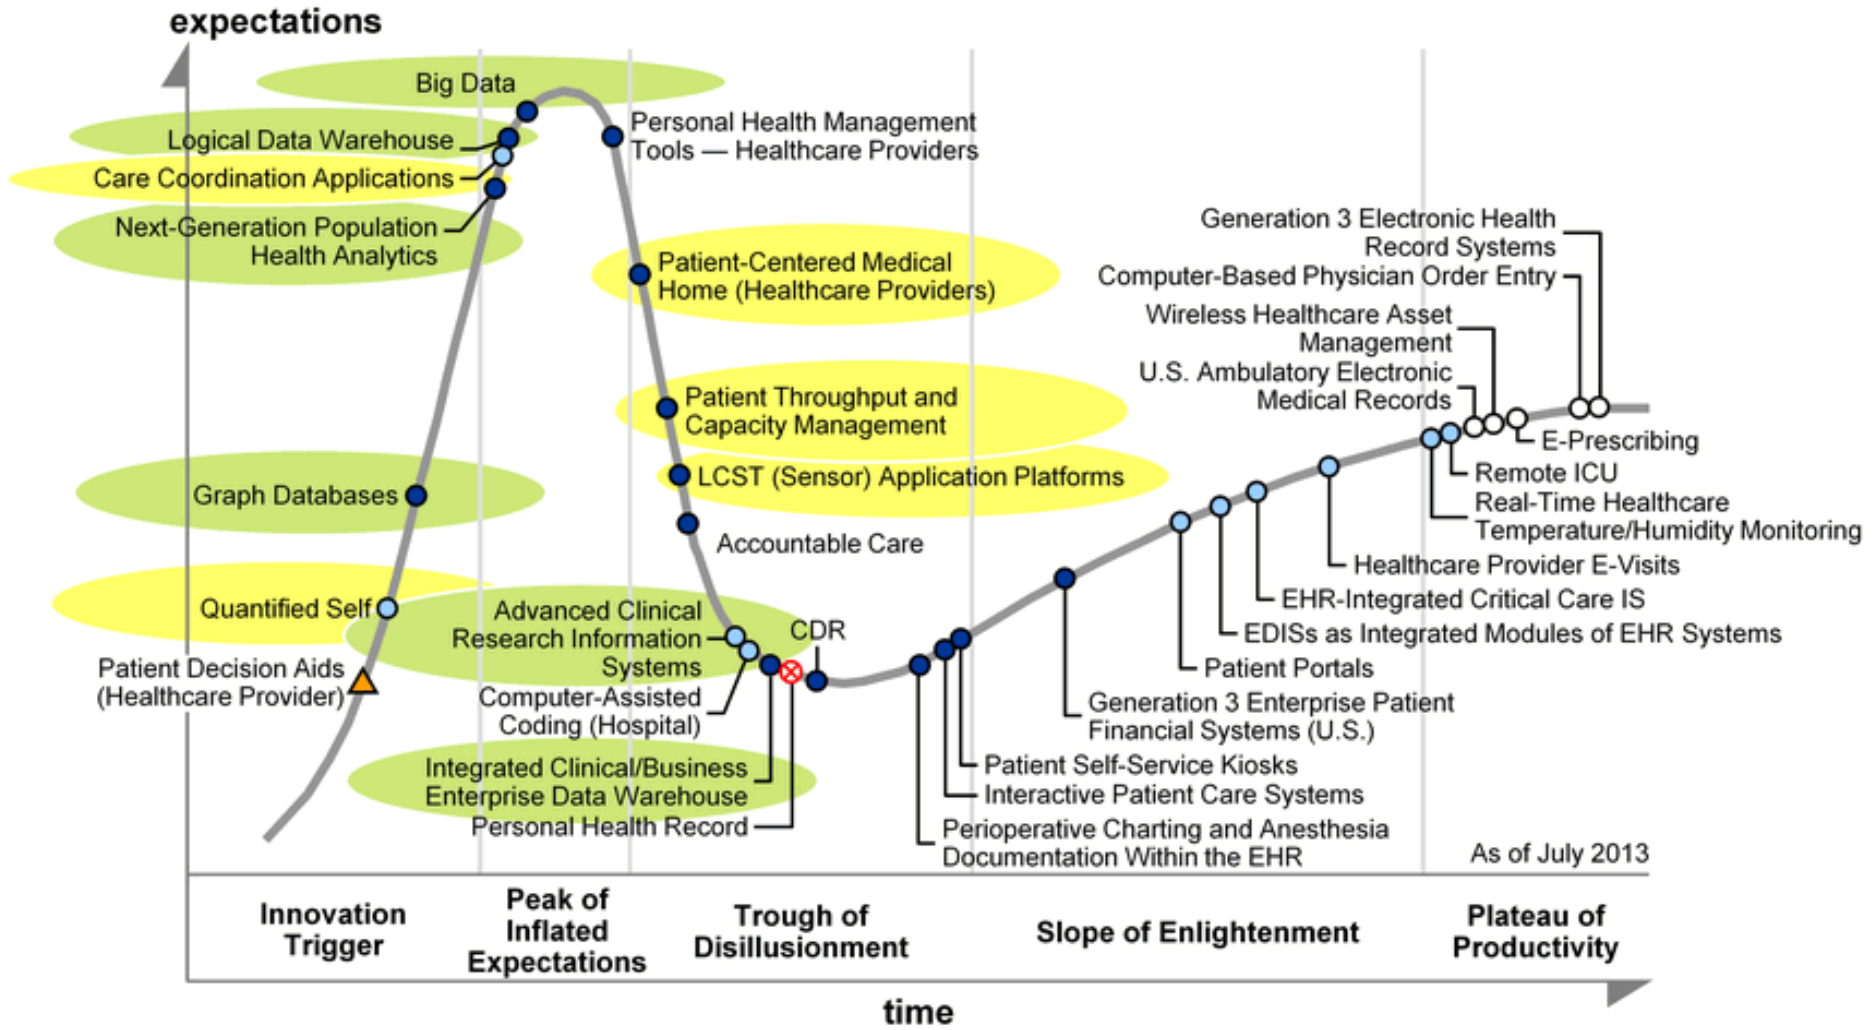 expectations
Big Data
Logical Data Warehouse
Care Coordination Applications
Next-Generation Population
Health Analytics
Graph Databases
Quantified Self
Patient Decision Aids
(Healthcare Provider)
Personal Health Management
Tools — Healthcare Providers
Patient-Centered Medical
Home (Healthcare Providers)
Patient Throughput and
Capacity Management
LCST (Sensor) Application Platforms
Accountable Care
Advanced Clinical
Research Information
Systems
Computer-Assisted
Coding (Hospital)
Integrated Clinical/Business
Enterprise Data Warehouse
Personal Health Record
CDR
Generation 3 Electronic Health
Record Systems
Computer-Based Physician Order Entry
Wireless Healthcare Asset
Management
U.S. Ambulatory Electronic
Medical Records
E-Prescribing
Remote ICU
Real-Time Healthcare
Temperature/Humidity Monitoring
Healthcare Provider E-Visits
EHR-Integrated Critical Care IS
EDISs as Integrated Modules of EHR Systems
Patient Portals
Generation 3 Enterprise Patient
Financial Systems (U.S.)
Patient Self-Service Kiosks
Interactive Patient Care Systems
Perioperative Charting and Anesthesia
Documentation Within the EHR
As of July 2013
Innovation
Trigger
Peak of
Inflated
Expectations
Trough of
Disillusionment
Slope of Enlightenment
Plateau of
Productivity
time